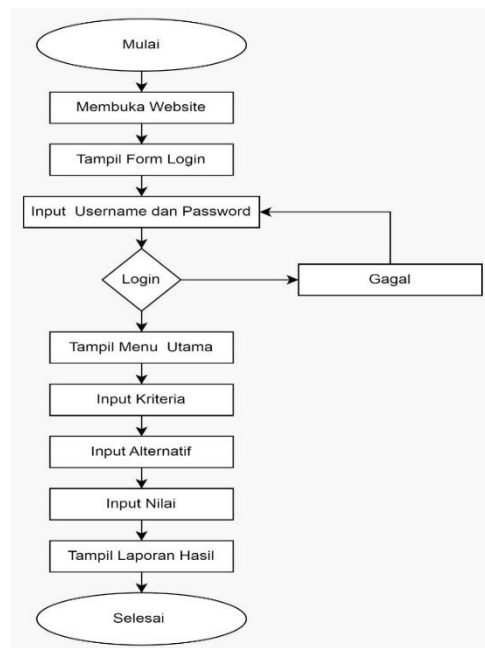 Mulai
Membuka Website
Tampil Form Login
Input Username dan Password
Login
Gagal
Tampil Menu Utama
Input Kriteria
Input Alternatif
Input Nilai
Tampil Laporan Hasil
Selesai